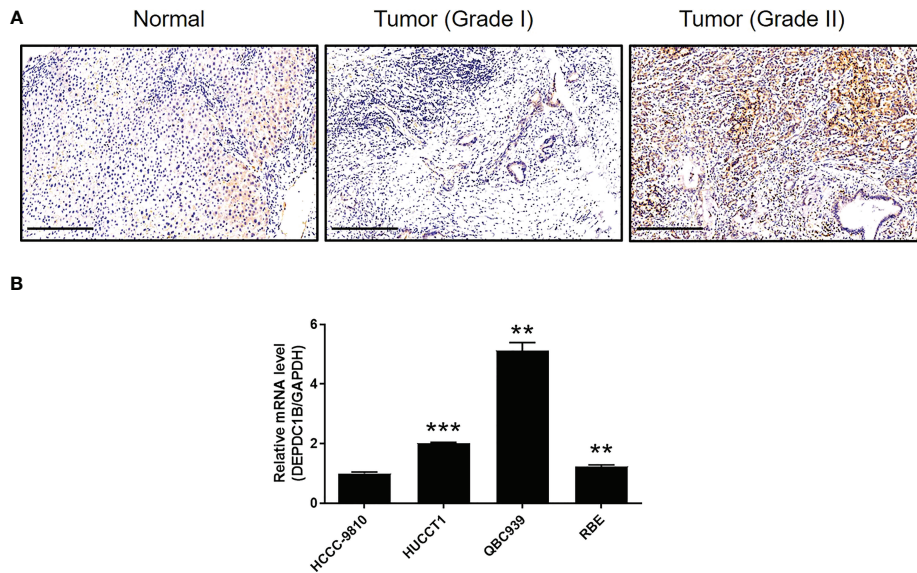 A
Normal
Tumor (Grade I)
Tumor (Grade II)
B
Relative mRNA level
(DEPDC1B/GAPDH)
6
4
2
0
***
**
**
HCCC-9810
HUCCT1
QBC939
RBE